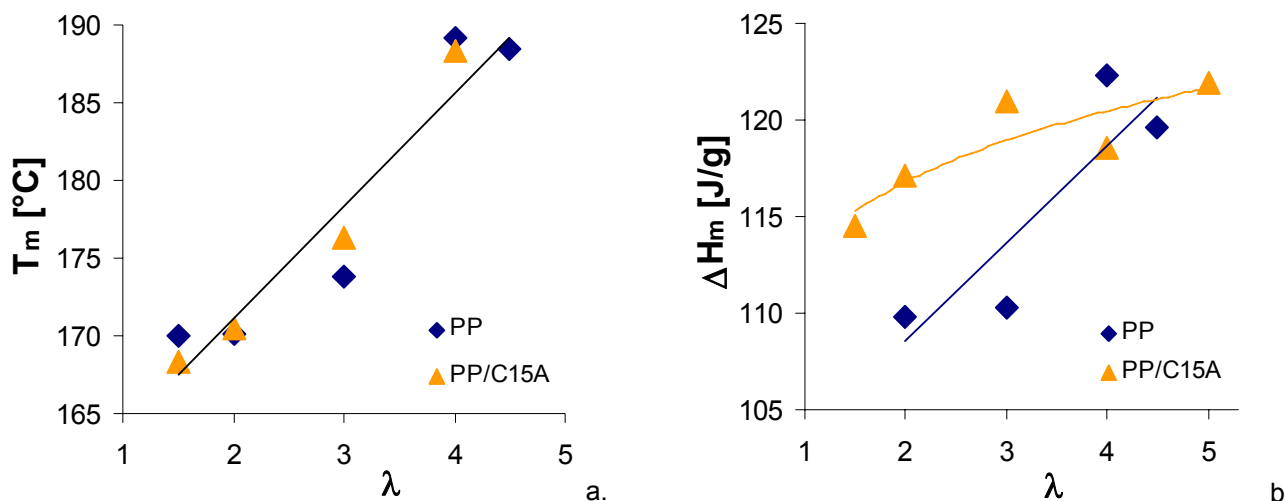 190
185
180
175
170
165
Tm [°C]
1 2 3 4 5
λ
PP
PP/C15A
a.
125
120
115
110
105
ΔHm [J/g]
1 2 3 4 5
λ
PP
PP/C15A
b